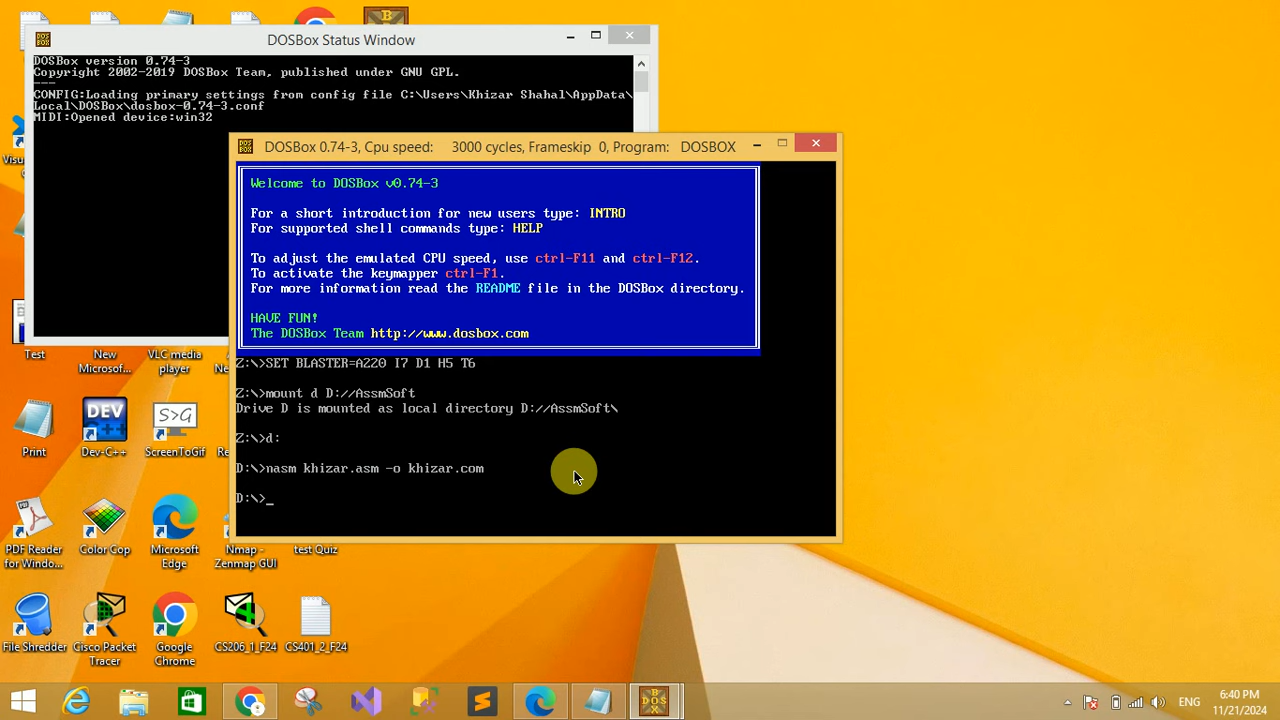 DOSBox Status Window
DOSBox version 0.74-3
Copyright 2002-2019 DOSBox Team, published under GNU GPL.
---
CONFIG:Loading primary settings from config file C:\Users\Khizar Shahal\AppData\
Local\DOSBox\dosbox-0.74-3.conf
MIDI:Opened device:win32
DOSBox 0.74-3, Cpu speed: 3000 cycles, Frameskip 0, Program: DOSBOX
Welcome to DOSBox v0.74-3
For a short introduction for new users type: INTRO
For supported shell commands type: HELP
To adjust the emulated CPU speed, use ctrl-F11 and ctrl-F12.
To activate the keymapper ctrl-F1.
For more information read the README file in the DOSBox directory.
HAVE FUN!
The DOSBox Team http://www.dosbox.com
Z:\>SET BLASTER=A220 I7 D1 H5 T6
Z:\>mount d D://AssmSoft
Drive D is mounted as local directory D://AssmSoft\
Z:\>d:
D:\>nasm khizar.asm -o khizar.com
D:\>_
Test
New
Microsof...
VLC media
player
Print
DEV
Dev-C++
S>G
ScreenToGif
PDF Reader
for Windo...
Color Cop
Microsoft
Edge
Nmap -
Zenmap GUI
test Quiz
File Shredder
Cisco Packet
Tracer
Google
Chrome
CS206_1_F24
CS401_2_F24
ENG
6:40 PM
11/21/2024